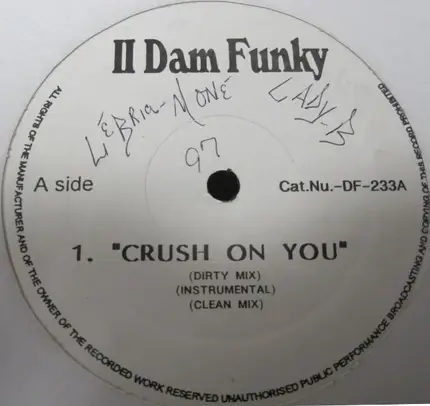 II Dam Funky
LéBria-Moné
LADY-B
97
A side
Cat.Nu.-DF-233A
1. "CRUSH ON YOU"
(DIRTY MIX)
(INSTRUMENTAL)
(CLEAN MIX)
ALL RIGHTS OF THE MANUFACTURER AND OF THE OWNER OF THE RECORDED WORK RESERVED UNAUTHORISED PUBLIC PERFORMANCE BROADCASTING AND COPYING OF THIS RECORD PROHIBITED